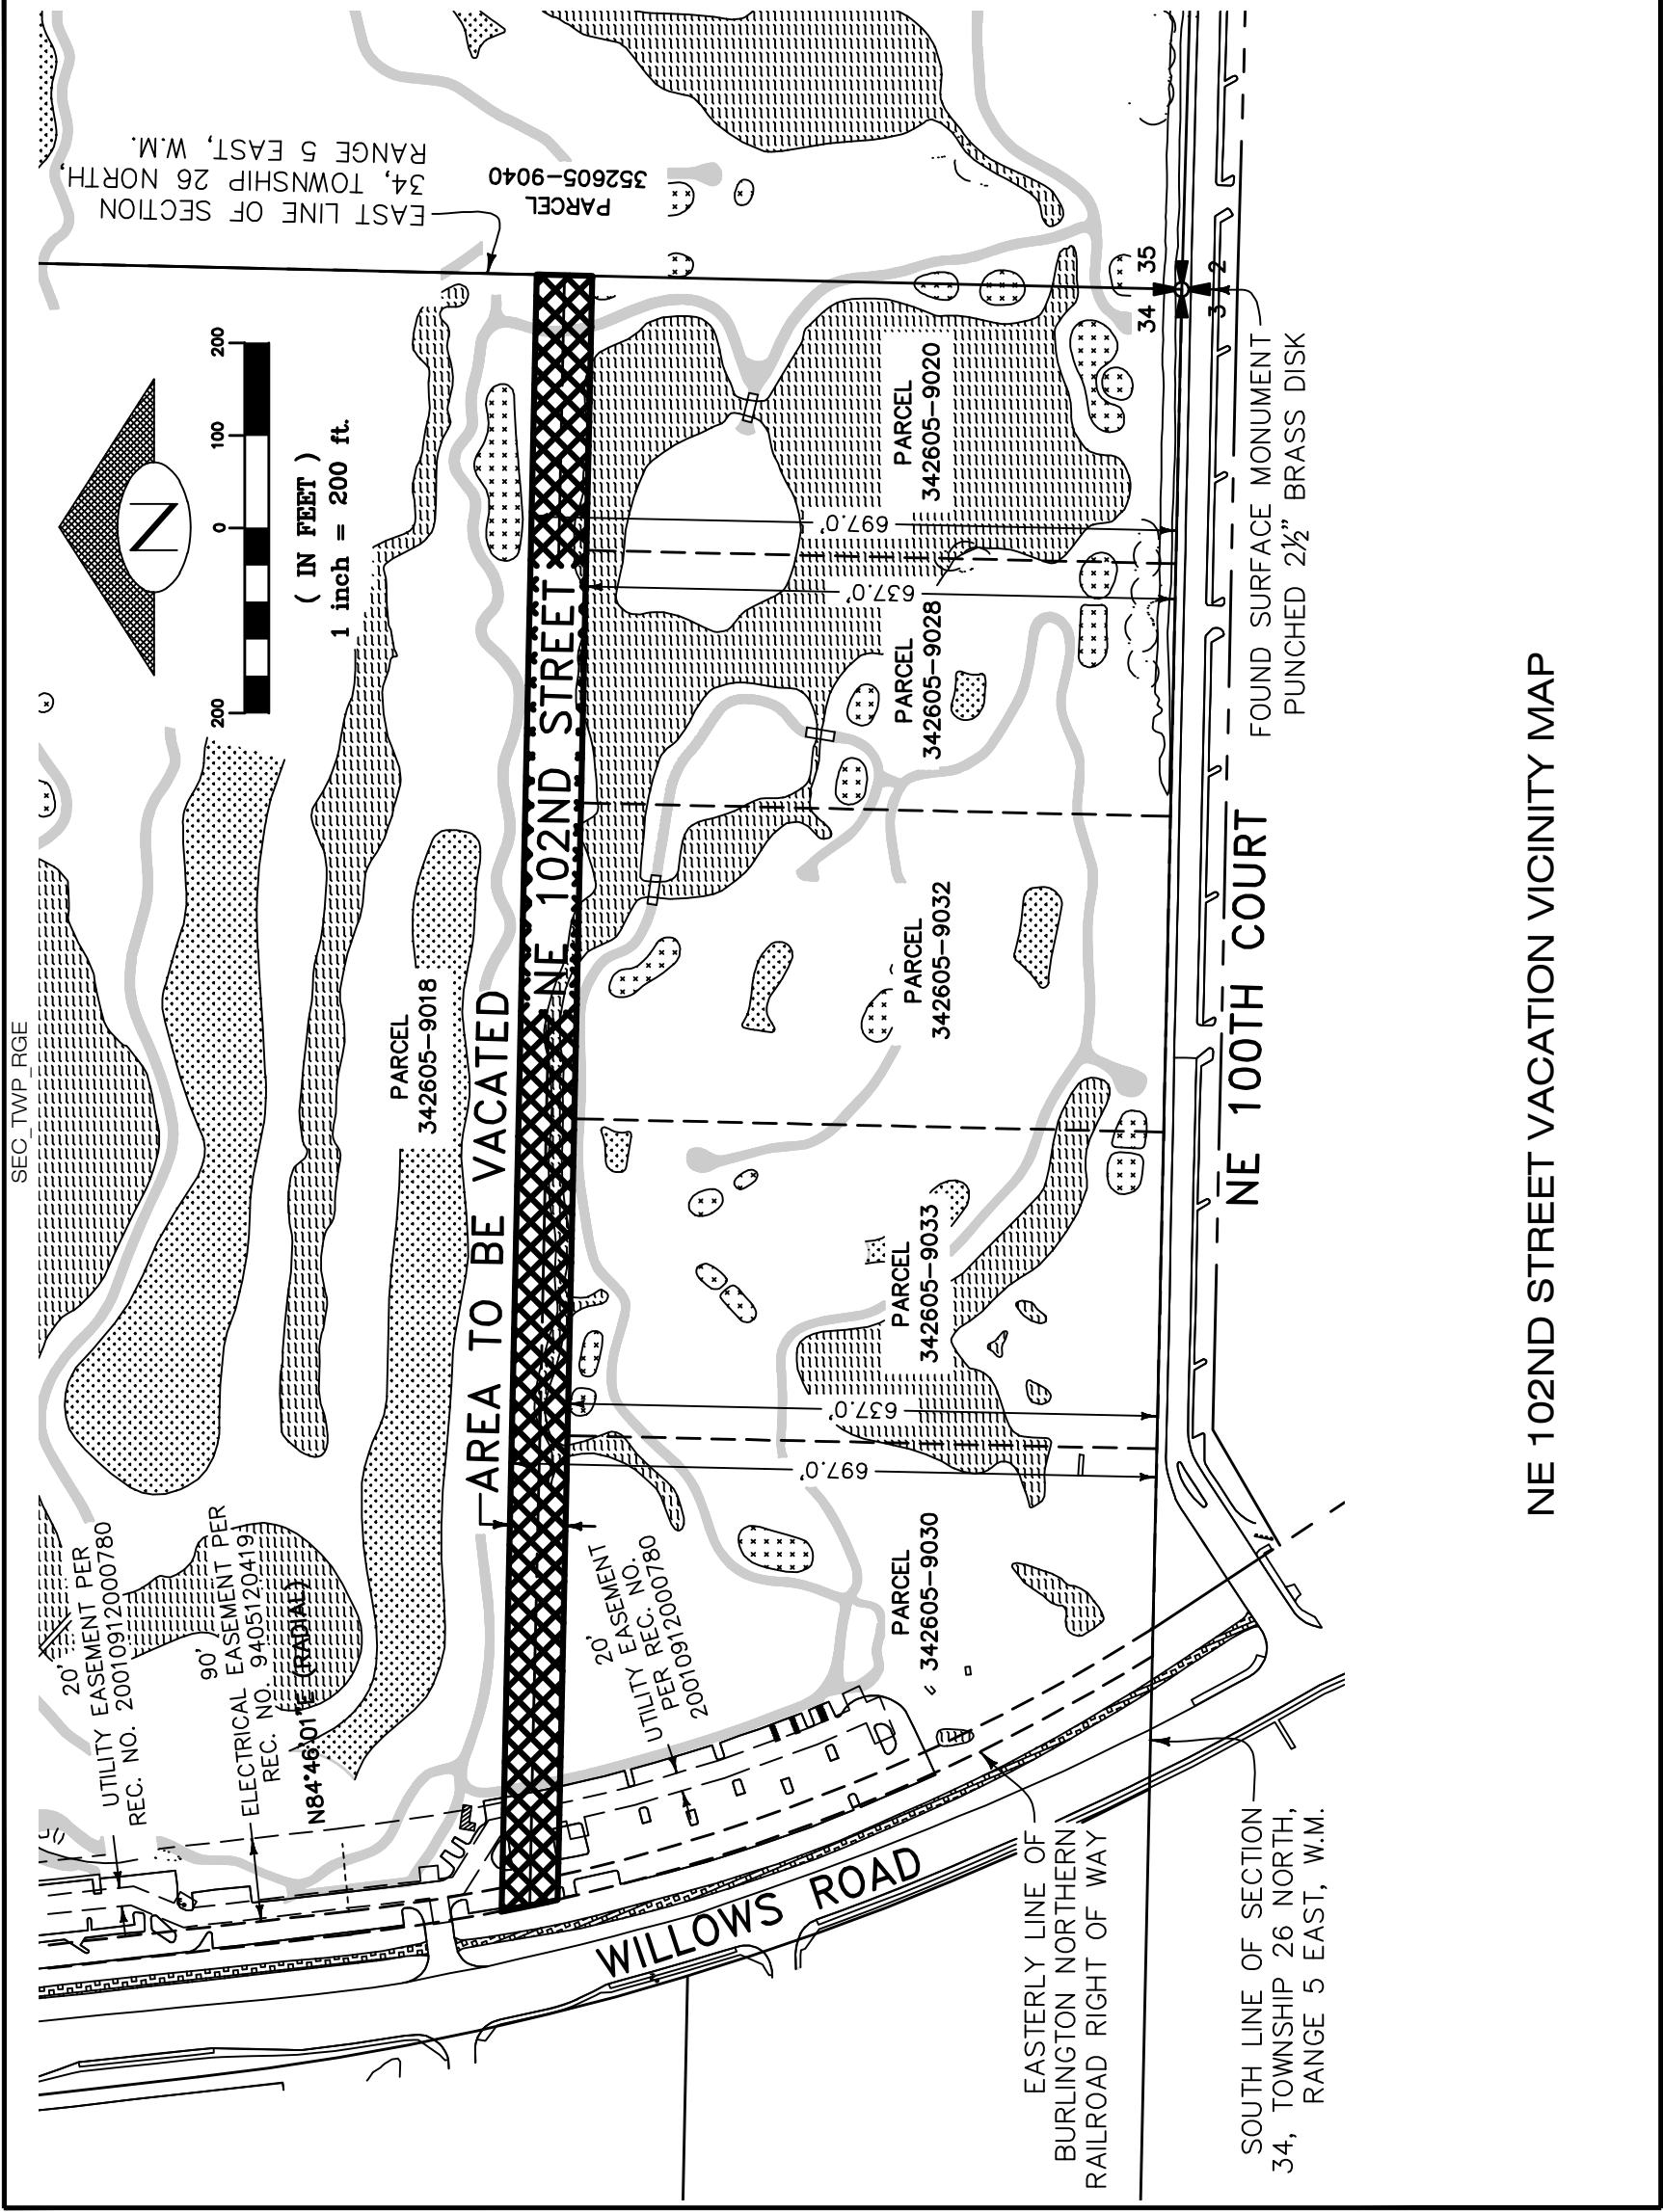 SEC_TWP_RGE
N
200
100
0
200
( IN FEET )
1 inch = 200 ft.
EAST LINE OF SECTION
34, TOWNSHIP 26 NORTH,
RANGE 5 EAST, W.M.
PARCEL
352605-9040
20'
UTILITY EASEMENT PER
REC. NO. 20010912000780
90'
ELECTRICAL EASEMENT PER
REC. NO. 9405120419
N84°46'01"E (RADIAL)
PARCEL
342605-9018
AREA TO BE VACATED
NE 102ND STREET
20'
UTILITY EASEMENT
PER REC. NO.
20010912000780
697.0'
637.0'
637.0'
697.0'
PARCEL
342605-9030
PARCEL
342605-9033
PARCEL
342605-9032
PARCEL
342605-9028
PARCEL
342605-9020
34
35
3
2
WILLOWS ROAD
NE 100TH COURT
FOUND SURFACE MONUMENT
PUNCHED 2½" BRASS DISK
EASTERLY LINE OF
BURLINGTON NORTHERN
RAILROAD RIGHT OF WAY
SOUTH LINE OF SECTION
34, TOWNSHIP 26 NORTH,
RANGE 5 EAST, W.M.
NE 102ND STREET VACATION VICINITY MAP